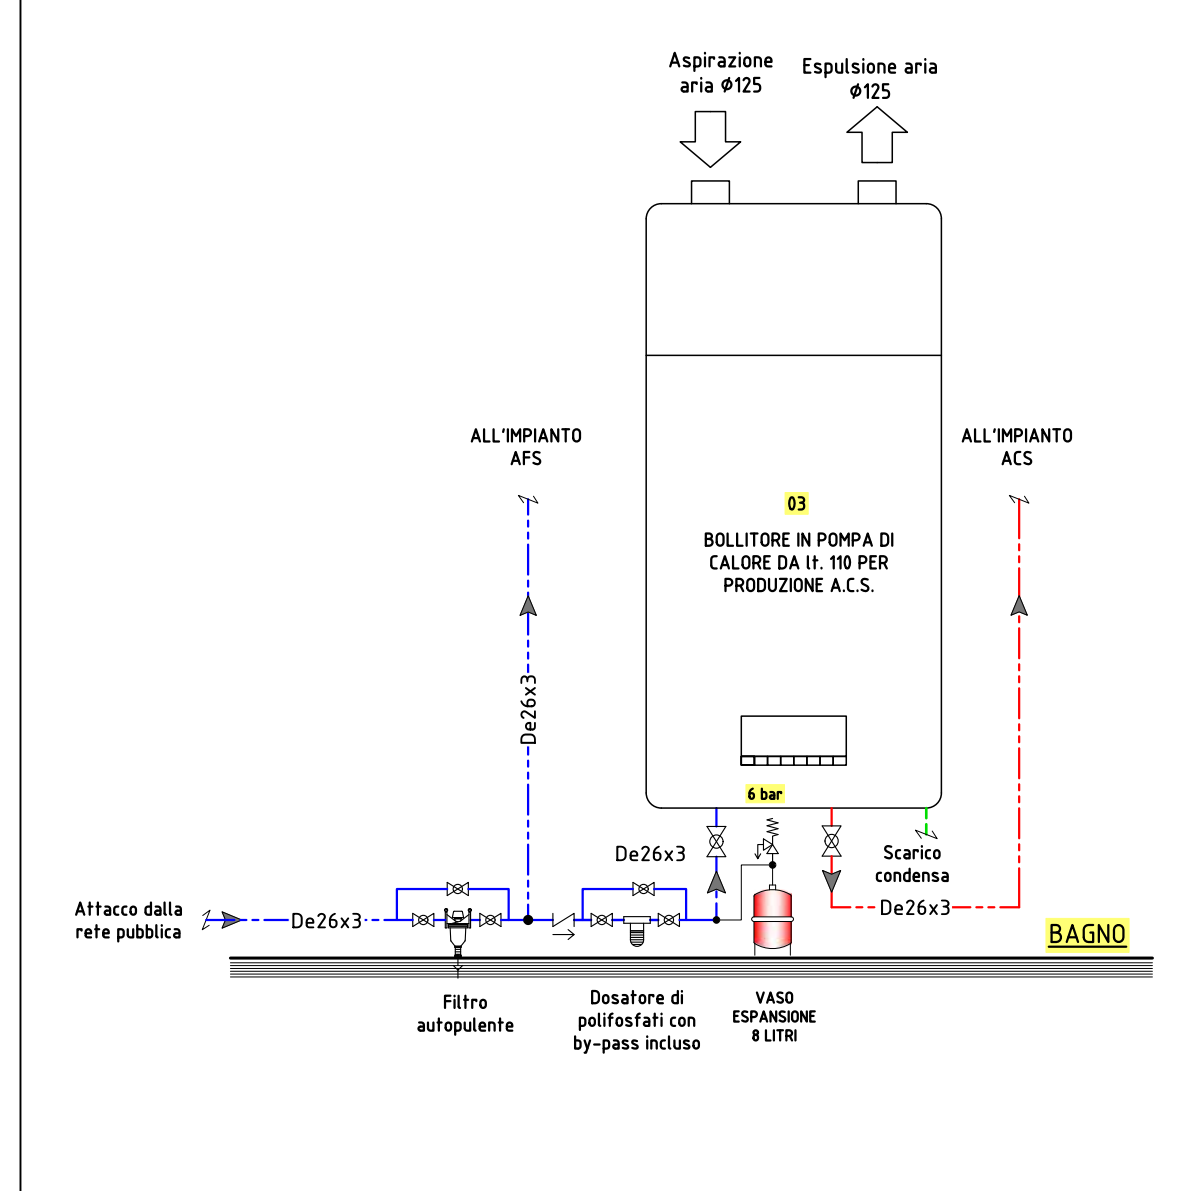 Aspirazione
aria Ø125
Espulsione aria
Ø125
ALL'IMPIANTO
AFS
ALL'IMPIANTO
ACS
03
BOLLITORE IN POMPA DI
CALORE DA lt. 110 PER
PRODUZIONE A.C.S.
De26x3
6 bar
De26x3
Scarico
condensa
Attacco dalla
rete pubblica
De26x3
De26x3
BAGNO
Filtro
autopulente
Dosatore di
polifosfati con
by-pass incluso
VASO
ESPANSIONE
8 LITRI